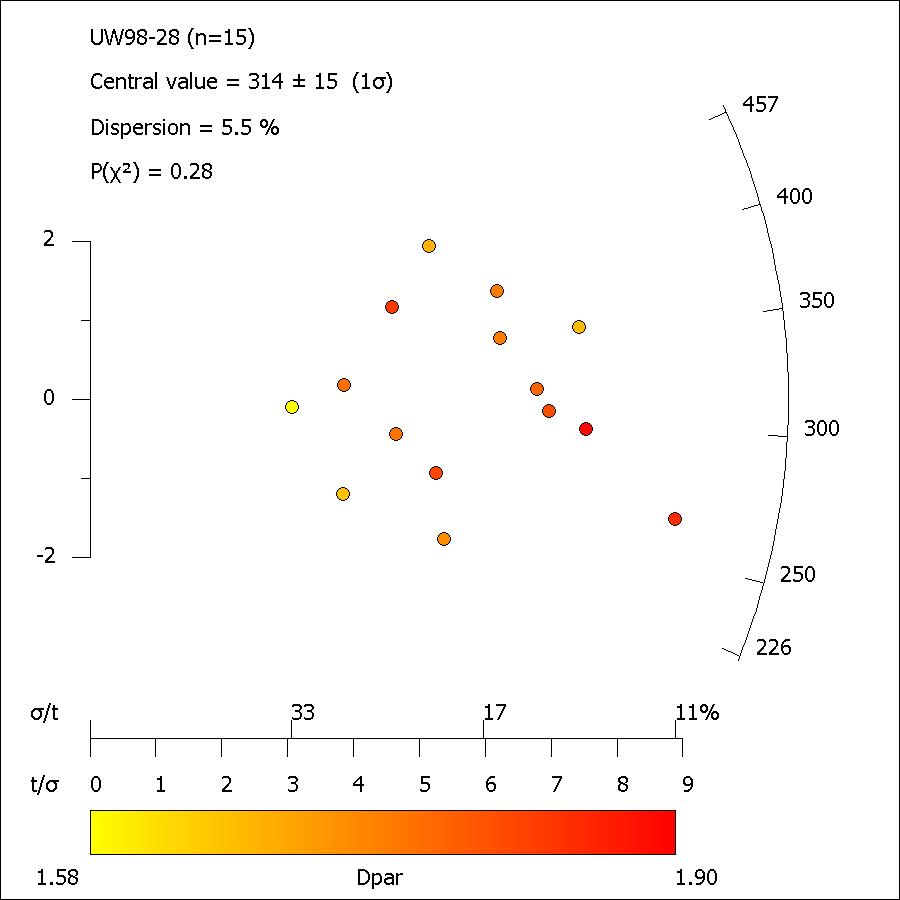 UW98-28 (n=15)
Central value = 314 ± 15 (1σ)
Dispersion = 5.5 %
P(χ²) = 0.28
457
400
350
300
250
226
2
0
-2
σ/t
33
17
11%
t/σ
0 1 2 3 4 5 6 7 8 9
1.58
Dpar
1.90